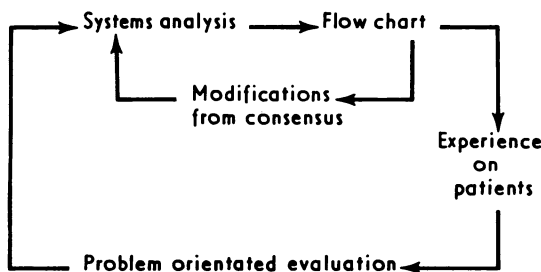 Systems analysis
Flow chart
Modifications
from consensus
Experience
on
patients
Problem orientated evaluation